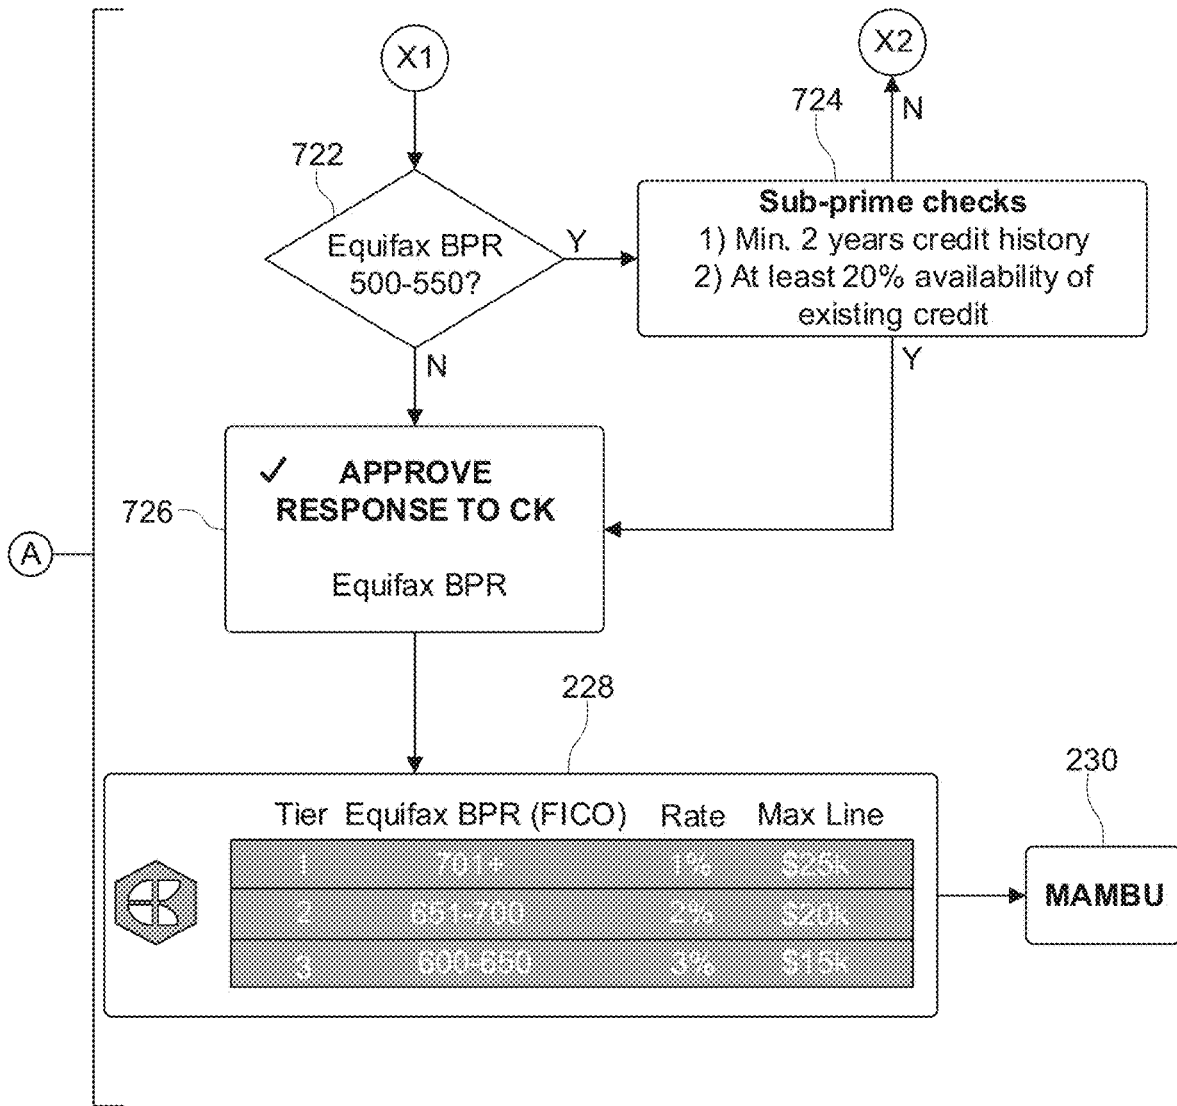 X1
X2
724
N
722
Sub-prime checks
1) Min. 2 years credit history
2) At least 20% availability of
existing credit
Equifax BPR
500-550?
Y
Y
N
✓ APPROVE
RESPONSE TO CK
Equifax BPR
726
A
228
230
Tier Equifax BPR (FICO) Rate Max Line
1 701+ 1% $25k
2 651-700 2% $20k
3 600-650 3% $15k
MAMBU